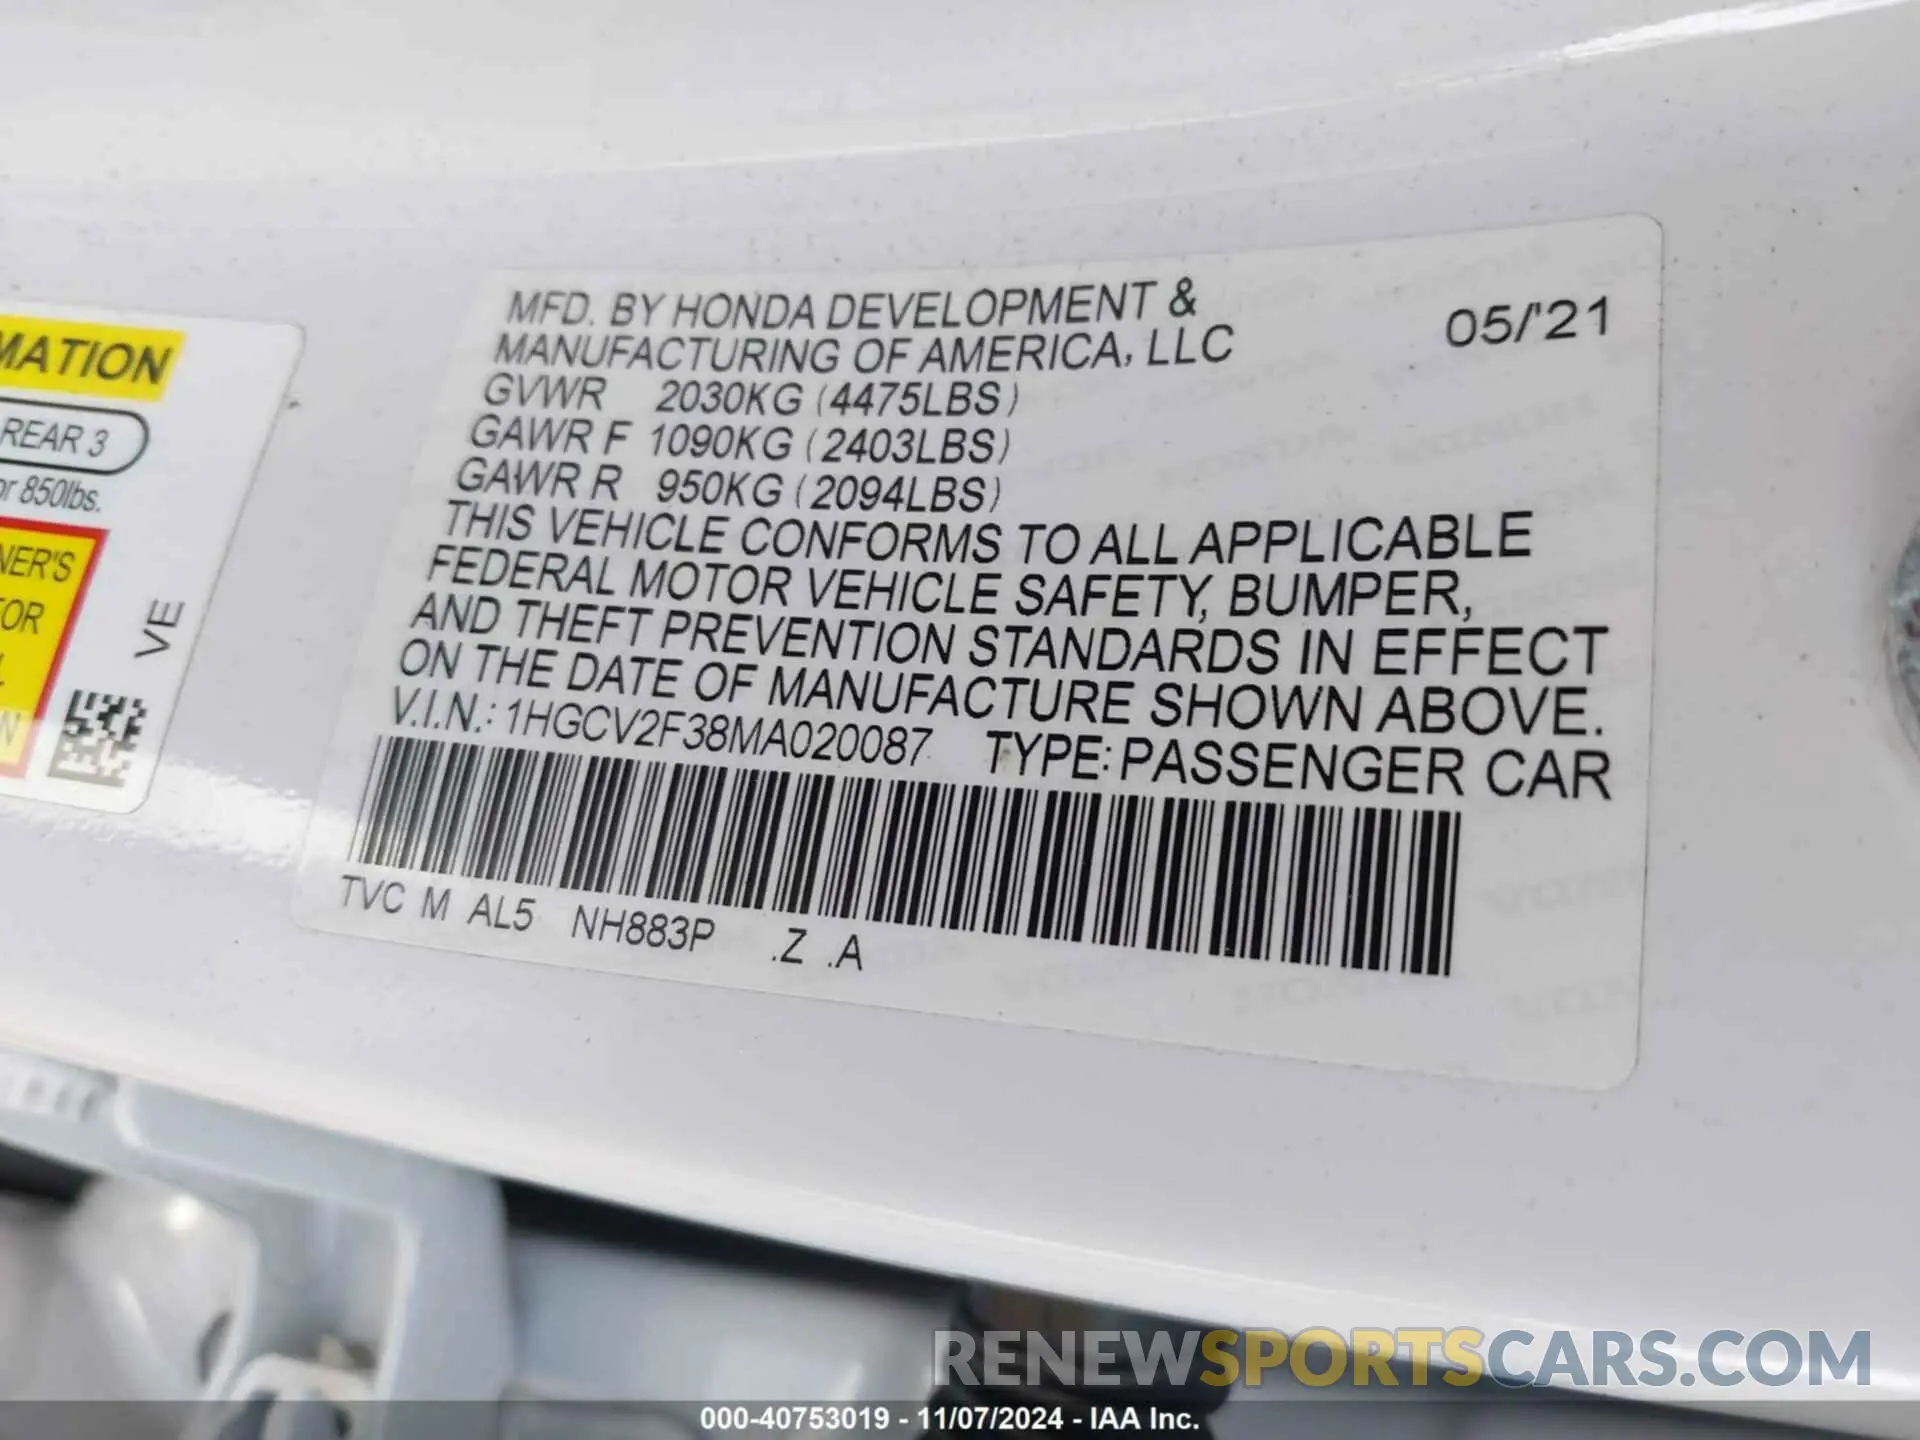 MFD. BY HONDA DEVELOPMENT &
MANUFACTURING OF AMERICA, LLC
05/'21
GVWR 2030KG (4475LBS)
GAWR F 1090KG (2403LBS)
GAWR R 950KG (2094LBS)
THIS VEHICLE CONFORMS TO ALL APPLICABLE
FEDERAL MOTOR VEHICLE SAFETY, BUMPER,
AND THEFT PREVENTION STANDARDS IN EFFECT
ON THE DATE OF MANUFACTURE SHOWN ABOVE.
V.I.N.: 1HGCV2F38MA020087 TYPE: PASSENGER CAR
TVC M AL5 NH883P .Z .A
MATION
REAR 3
or 850lbs.
NER'S
VE
RENEWSPORTSCARS.COM
000-40753019 - 11/07/2024 - IAA Inc.